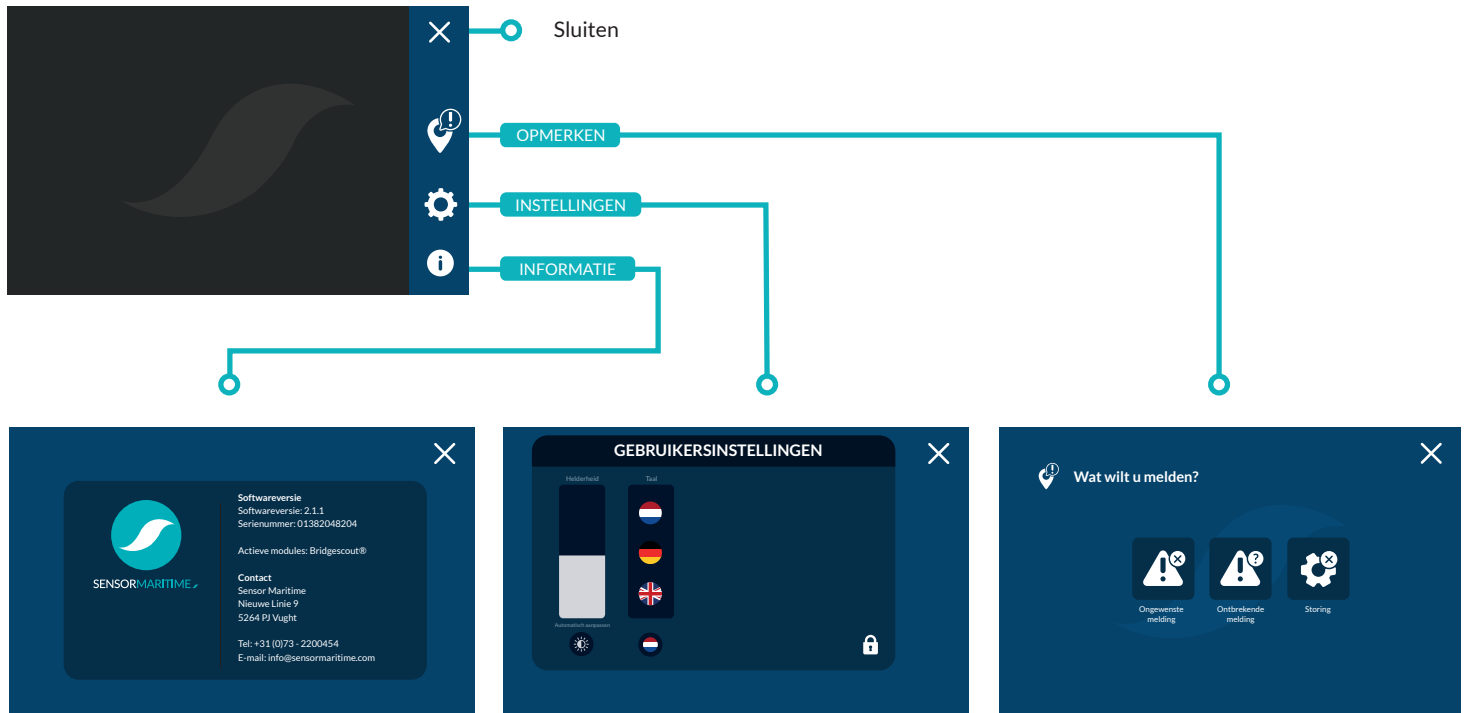 Sluiten
OPMERKEN
INSTELLINGEN
INFORMATIE
SENSORMARITIME
Softwareversie
Softwareversie: 2.1.1
Serienummer: 01382048204
Actieve modules: Bridgescout®
Contact
Sensor Maritime
Nieuwe Linie 9
5264 PJ Vught
Tel: +31 (0)73 - 2200454
E-mail: info@sensormaritime.com
GEBRUIKERSINSTELLINGEN
Helderheid
Taal
Automatisch aanpassen
Wat wilt u melden?
Ongewenste
melding
Ontbrekende
melding
Storing